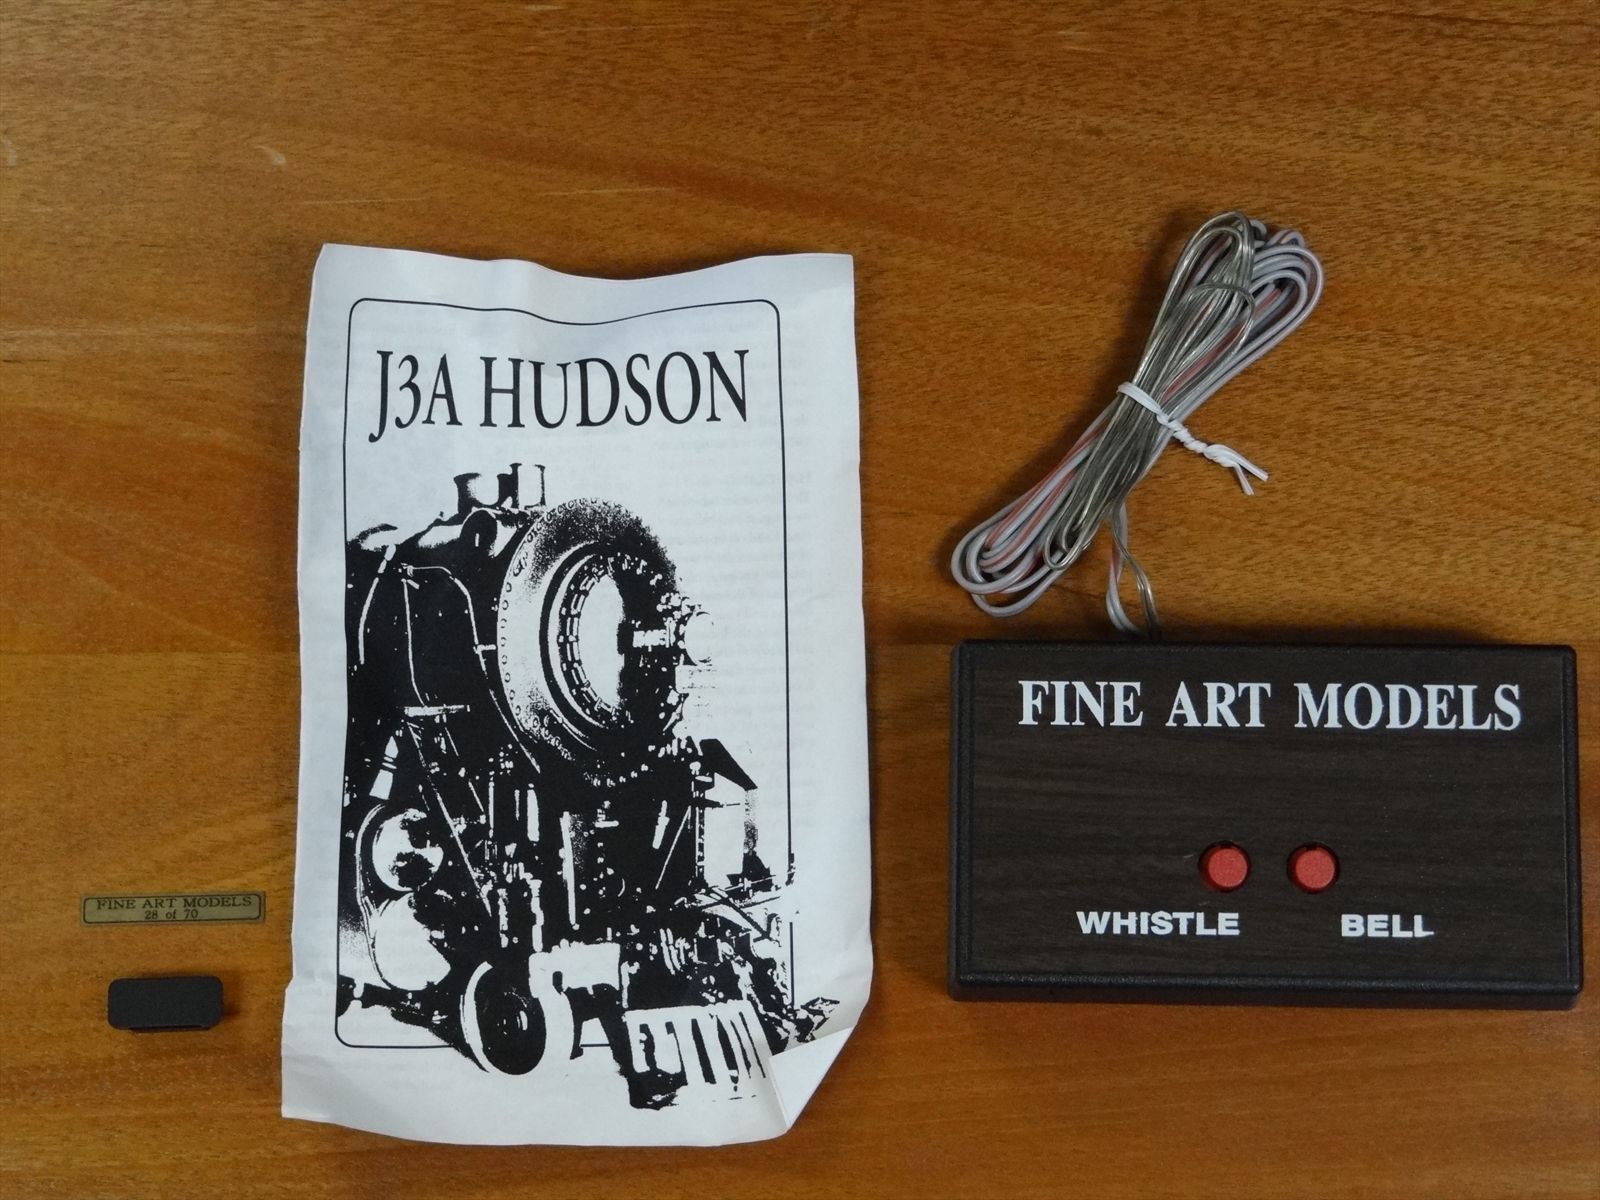 J3A HUDSON
FINE ART MODELS
WHISTLE BELL
FINE ART MODELS
28 of 70